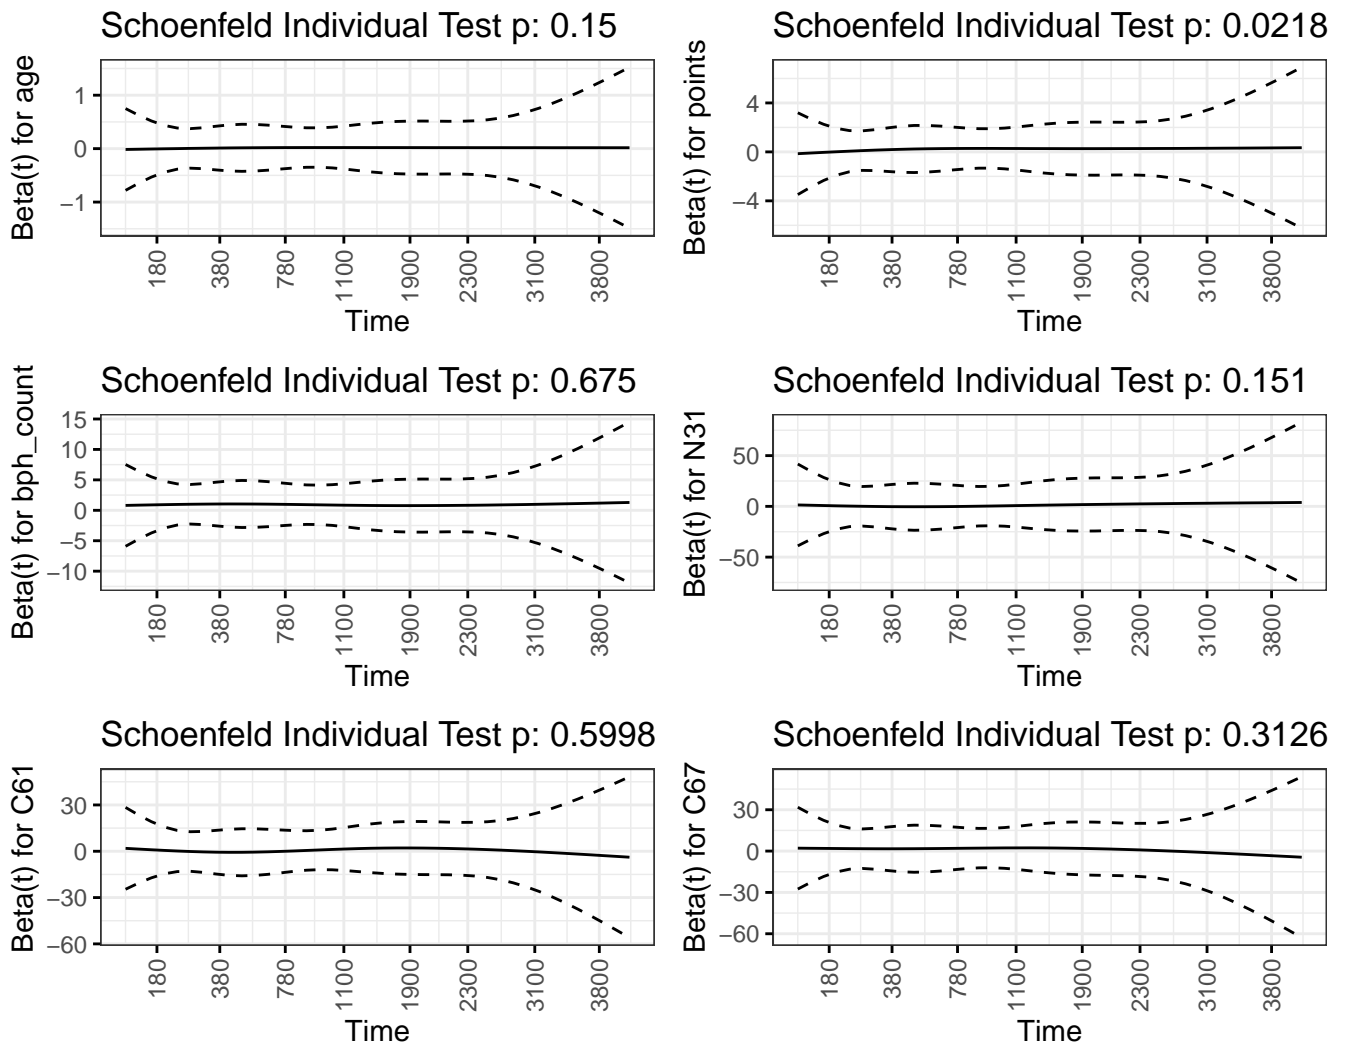 Schoenfeld Individual Test p: 0.15
Beta(t) for age
1
0
−1
180 380 780 1100 1900 2300 3100 3800
Time
Schoenfeld Individual Test p: 0.0218
Beta(t) for points
4
0
−4
180 380 780 1100 1900 2300 3100 3800
Time
Schoenfeld Individual Test p: 0.675
Beta(t) for bph_count
15
10
5
0
−5
−10
180 380 780 1100 1900 2300 3100 3800
Time
Schoenfeld Individual Test p: 0.151
Beta(t) for N31
50
0
−50
180 380 780 1100 1900 2300 3100 3800
Time
Schoenfeld Individual Test p: 0.5998
Beta(t) for C61
30
0
−30
−60
180 380 780 1100 1900 2300 3100 3800
Time
Schoenfeld Individual Test p: 0.3126
Beta(t) for C67
30
0
−30
−60
180 380 780 1100 1900 2300 3100 3800
Time